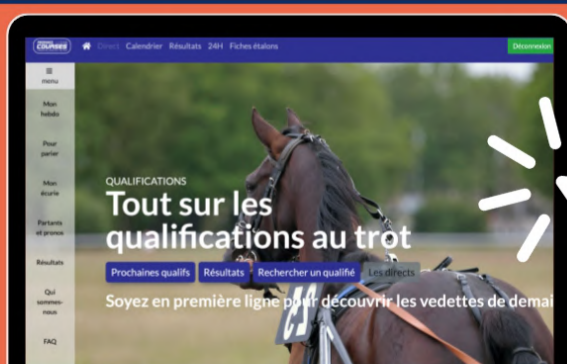 COURSES
Direct Calendrier Résultats 24H Fiches étalons
Déconnexion
menu
Mon
hebdo
Pour
parier
Mon
écurie
Partants
et pronos
Résultats
Qui
sommes-
nous
FAQ
QUALIFICATIONS
Tout sur les
qualifications au trot
Prochaines qualifs Résultats Rechercher un qualifié Les directs
Soyez en première ligne pour découvrir les vedettes de demai